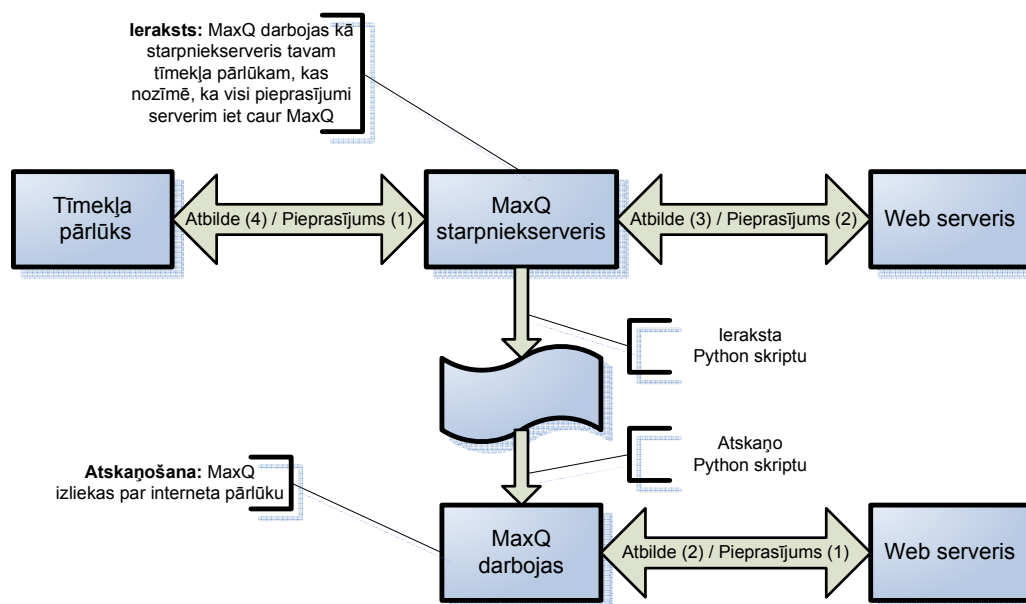 Ieraksts: MaxQ darbojas kā
starpniekserveris tavam
tīmekļa pārlūkam, kas
nozīmē, ka visi pieprasījumi
serverim iet caur MaxQ
Tīmekļa
pārlūks
Atbilde (4) / Pieprasījums (1)
MaxQ
starpniekserveris
Atbilde (3) / Pieprasījums (2)
Web serveris
Ieraksta
Python skriptu
Atskaņo
Python skriptu
Atskaņošana: MaxQ
izliekas par interneta pārlūku
MaxQ
darbojas
Atbilde (2) / Pieprasījums (1)
Web serveris